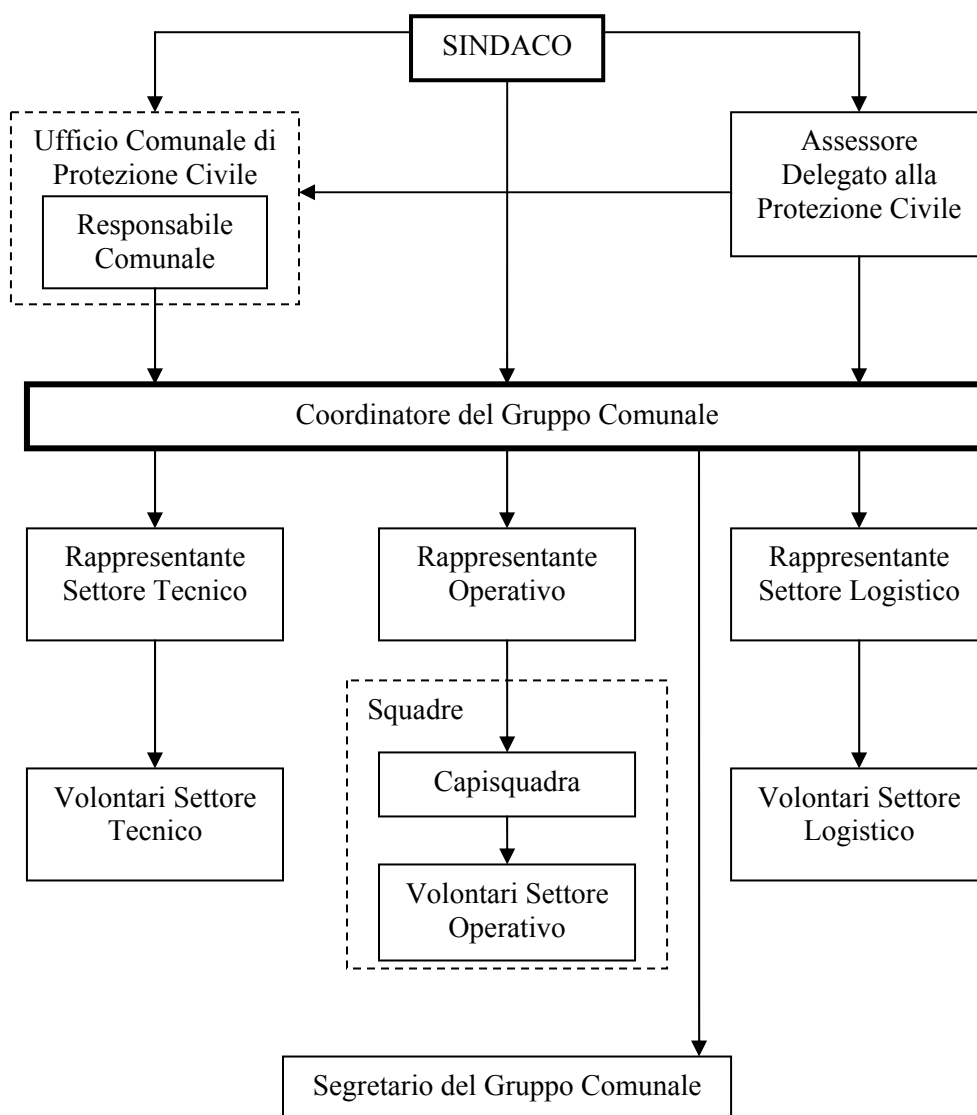 SINDACO
Ufficio Comunale di
Protezione Civile
Responsabile
Comunale
Assessore
Delegato alla
Protezione Civile
Coordinatore del Gruppo Comunale
Rappresentante
Settore Tecnico
Rappresentante
Operativo
Rappresentante
Settore Logistico
Squadre
Capisquadra
Volontari Settore
Tecnico
Volontari Settore
Operativo
Volontari Settore
Logistico
Segretario del Gruppo Comunale